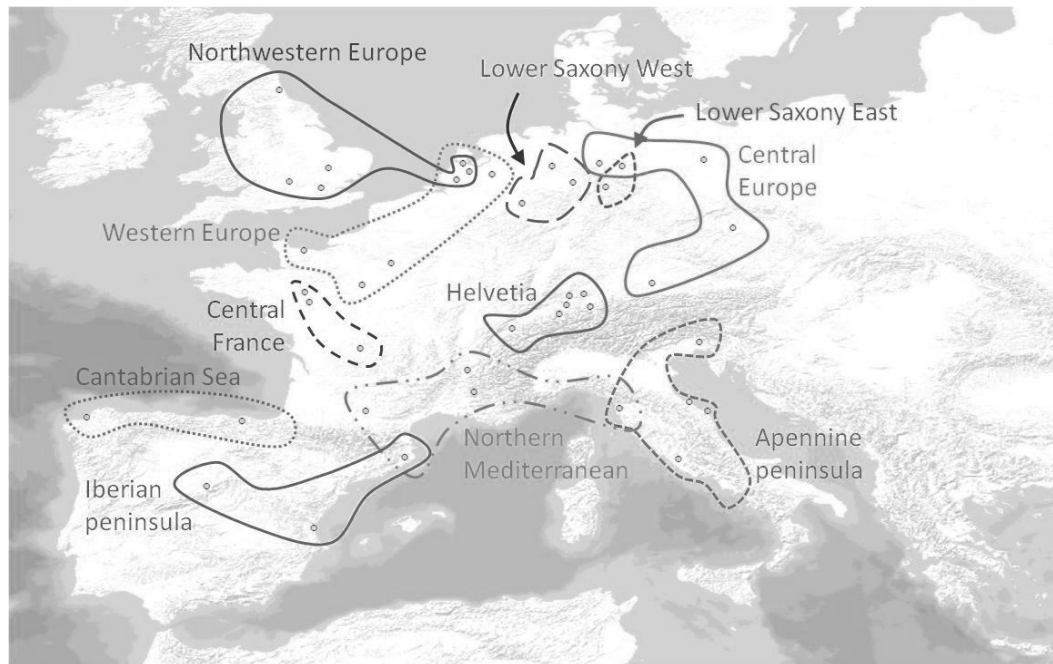 Northwestern Europe
Lower Saxony West
Lower Saxony East
Central
Europe
Western Europe
Helvetia
Central
France
Cantabrian Sea
Northern
Mediterranean
Apennine
peninsula
Iberian
peninsula